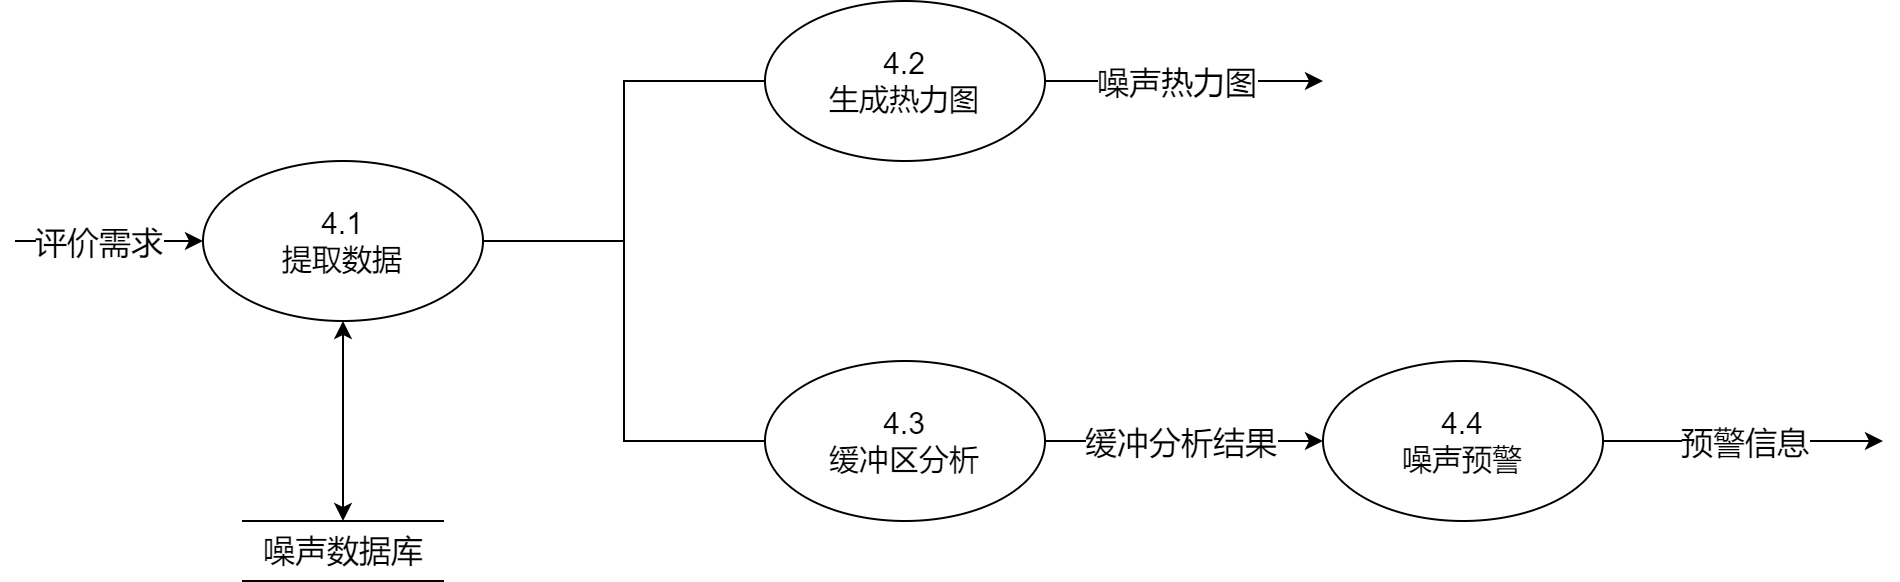 4.2
生成热力图
噪声热力图
4.1
提取数据
评价需求
4.3
缓冲区分析
缓冲分析结果
4.4
噪声预警
预警信息
噪声数据库